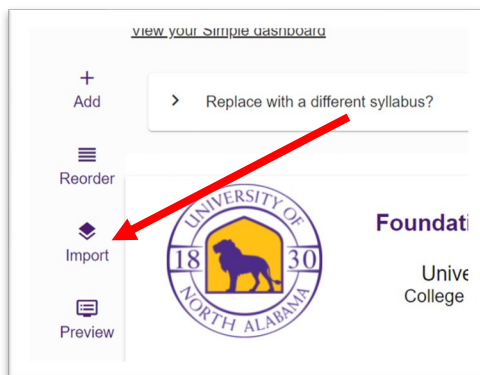 View your Simple dashboard
Add
Replace with a different syllabus?
Reorder
Import
Preview
UNIVERSITY OF
18 30
NORTH ALABAMA
Foundati
Unive
College